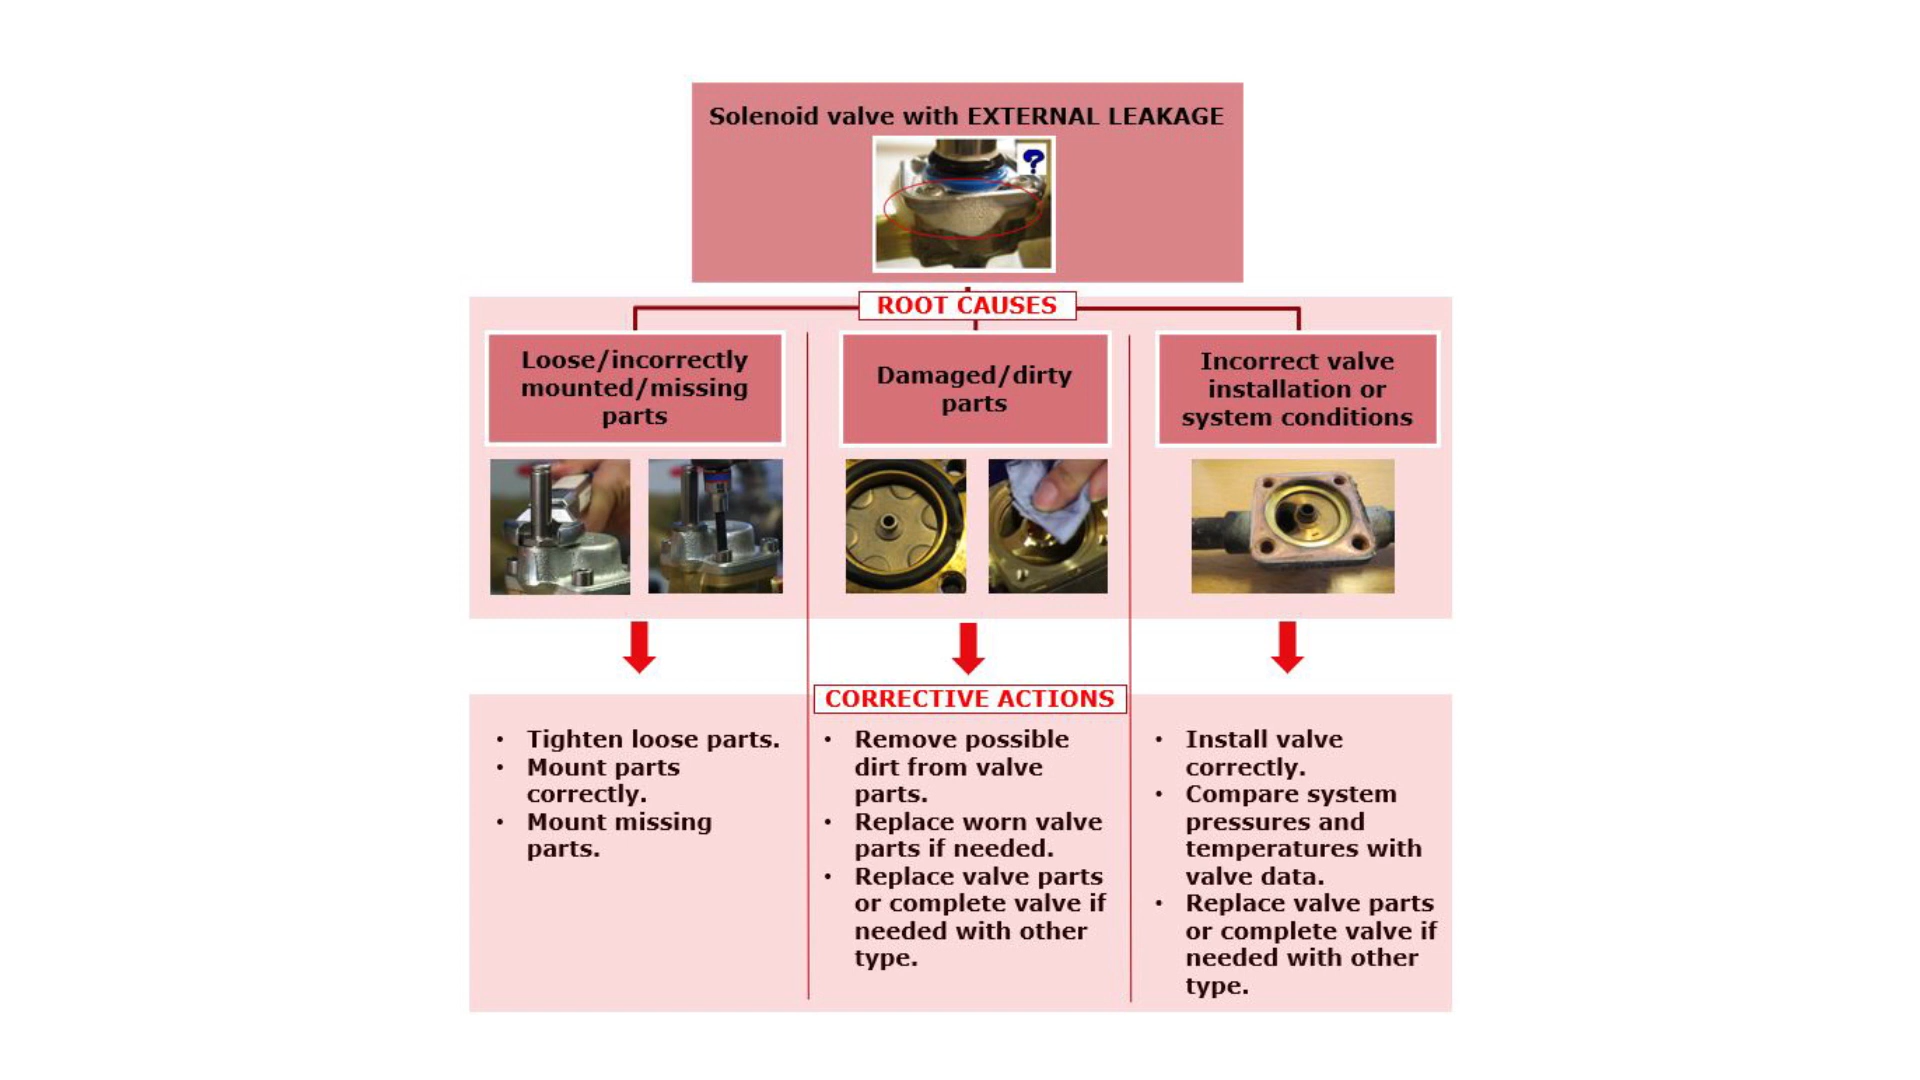 Solenoid valve with EXTERNAL LEAKAGE
?
ROOT CAUSES
Loose/incorrectly
mounted/missing
parts
Damaged/dirty
parts
Incorrect valve
installation or
system conditions
CORRECTIVE ACTIONS
• Tighten loose parts.
• Mount parts
correctly.
• Mount missing
parts.
• Remove possible
dirt from valve
parts.
• Replace worn valve
parts if needed.
• Replace valve parts
or complete valve if
needed with other
type.
• Install valve
correctly.
• Compare system
pressures and
temperatures with
valve data.
• Replace valve parts
or complete valve if
needed with other
type.